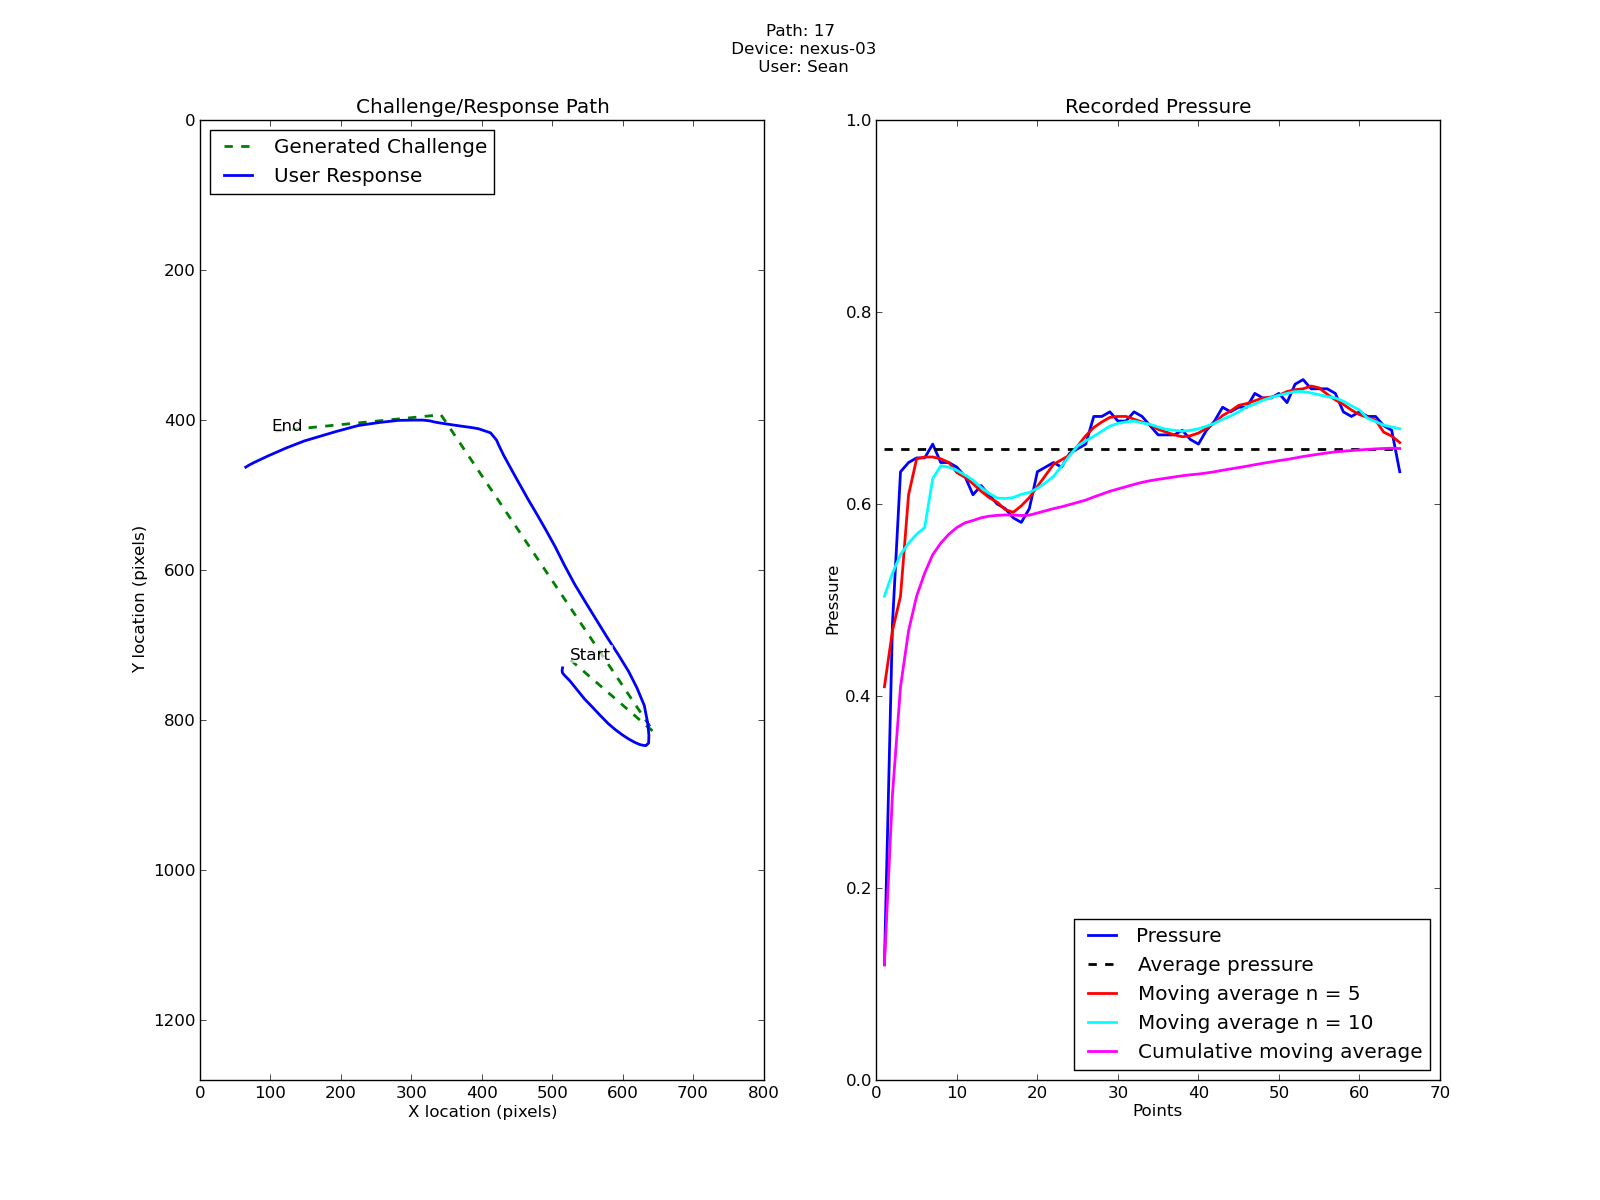 Path: 17
Device: nexus-03
User: Sean
Challenge/Response Path
Generated Challenge
User Response
End
Start
0
200
400
600
800
1000
1200
Y location (pixels)
0 100 200 300 400 500 600 700 800
X location (pixels)
Recorded Pressure
1.0
0.8
0.6
0.4
0.2
0.0
Pressure
Pressure
Average pressure
Moving average n = 5
Moving average n = 10
Cumulative moving average
0 10 20 30 40 50 60 70
Points